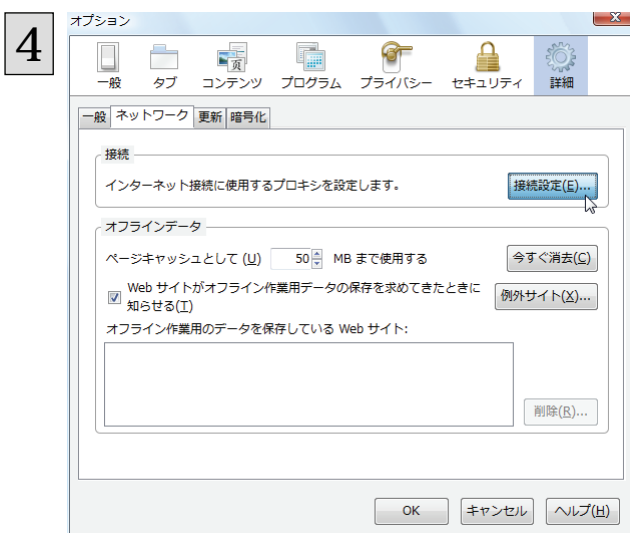 4
オプション
一般 タブ コンテンツ プログラム プライバシー セキュリティ 詳細
一般 ネットワーク 更新 暗号化
接続
インターネット接続に使用するプロキシを設定します。 接続設定(E)...
オフラインデータ
ページキャッシュとして (U) 50 MB まで使用する 今すぐ消去(C)
Web サイトがオフライン作業用データの保存を求めてきたときに
知らせる(T) 例外サイト(X)...
オフライン作業用のデータを保存している Web サイト:
削除(R)...
OK キャンセル ヘルプ(H)